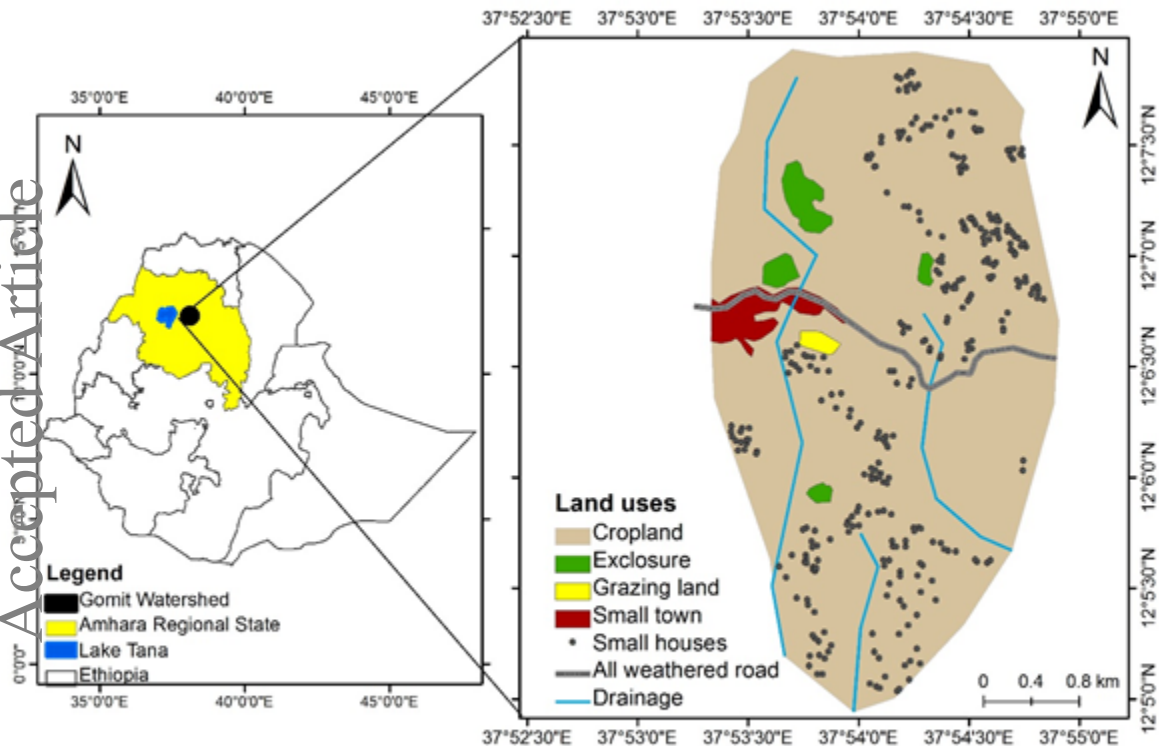 37°52'30"E 37°53'0"E 37°53'30"E 37°54'0"E 37°54'30"E 37°55'0"E
N
35°0'0"E 40°0'0"E 45°0'0"E
N
12°7'30"N
12°7'0"N
12°6'30"N
12°6'0"N
12°5'30"N
12°5'0"N
Accepted Article
0°0'0"
Legend
Gomit Watershed
Amhara Regional State
Lake Tana
Ethiopia
35°0'0"E 40°0'0"E 45°0'0"E
Land uses
Cropland
Exclosure
Grazing land
Small town
Small houses
All weathered road
Drainage
0 0.4 0.8 km
37°52'30"E 37°53'0"E 37°53'30"E 37°54'0"E 37°54'30"E 37°55'0"E